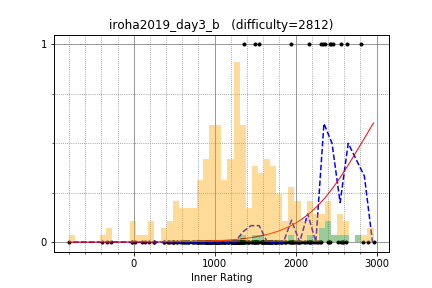 iroha2019_day3_b (difficulty=2812)
1
0
0 1000 2000 3000
Inner Rating